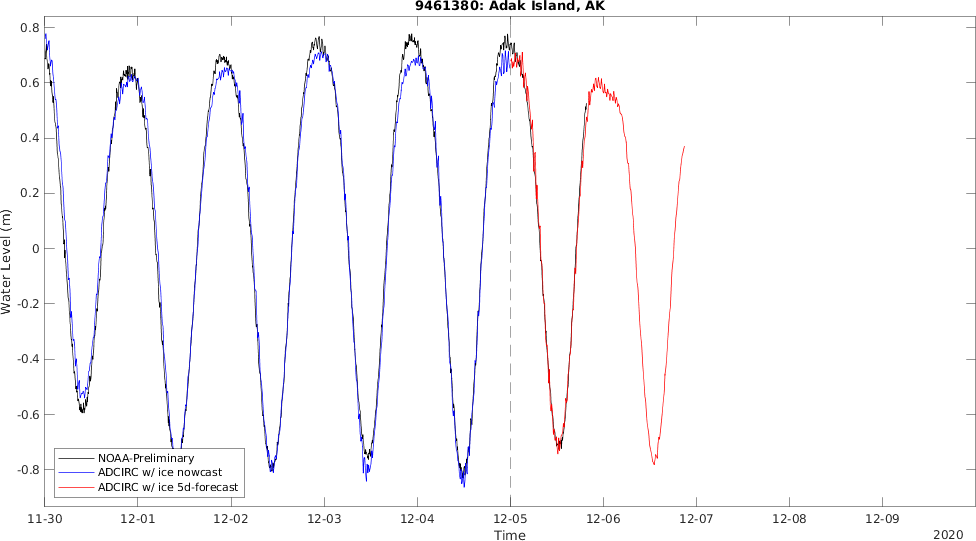 9461380: Adak Island, AK
Water Level (m)
0.8
0.6
0.4
0.2
0
-0.2
-0.4
-0.6
-0.8
NOAA-Preliminary
ADCIRC w/ ice nowcast
ADCIRC w/ ice 5d-forecast
11-30 12-01 12-02 12-03 12-04 12-05 12-06 12-07 12-08 12-09
Time
2020